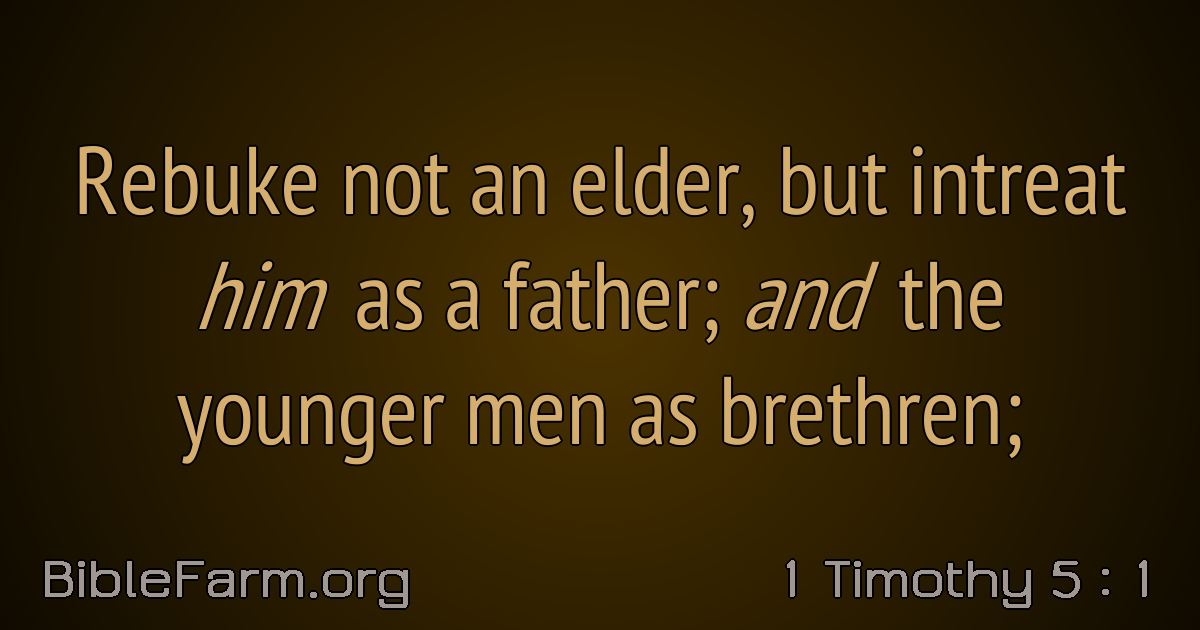 Rebuke not an elder, but intreat
him as a father; and the
younger men as brethren;
BibleFarm.org
1 Timothy 5 : 1